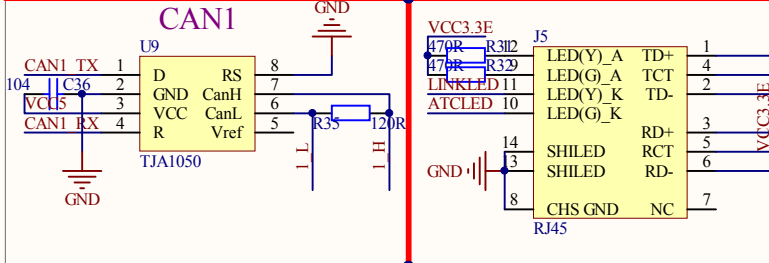 CAN1
GND
U9
CAN1_TX
1
D
RS
8
104
C36
2
GND
CanH
7
VCC5
3
VCC
CanL
6
CAN1_RX
4
R
Vref
5
R35
120R
TJA1050
1_L
1_H
GND
VCC3.3E
J5
470R
R31
12
LED(Y)_A
TD+
1
470R
R32
9
LED(G)_A
TCT
4
LINKLED
11
LED(Y)_K
TD-
2
ATCLED
10
LED(G)_K
VCC3.3E
RD+
3
14
SHILED
RCT
5
GND
13
SHILED
RD-
6
8
CHS GND
NC
7
RJ45